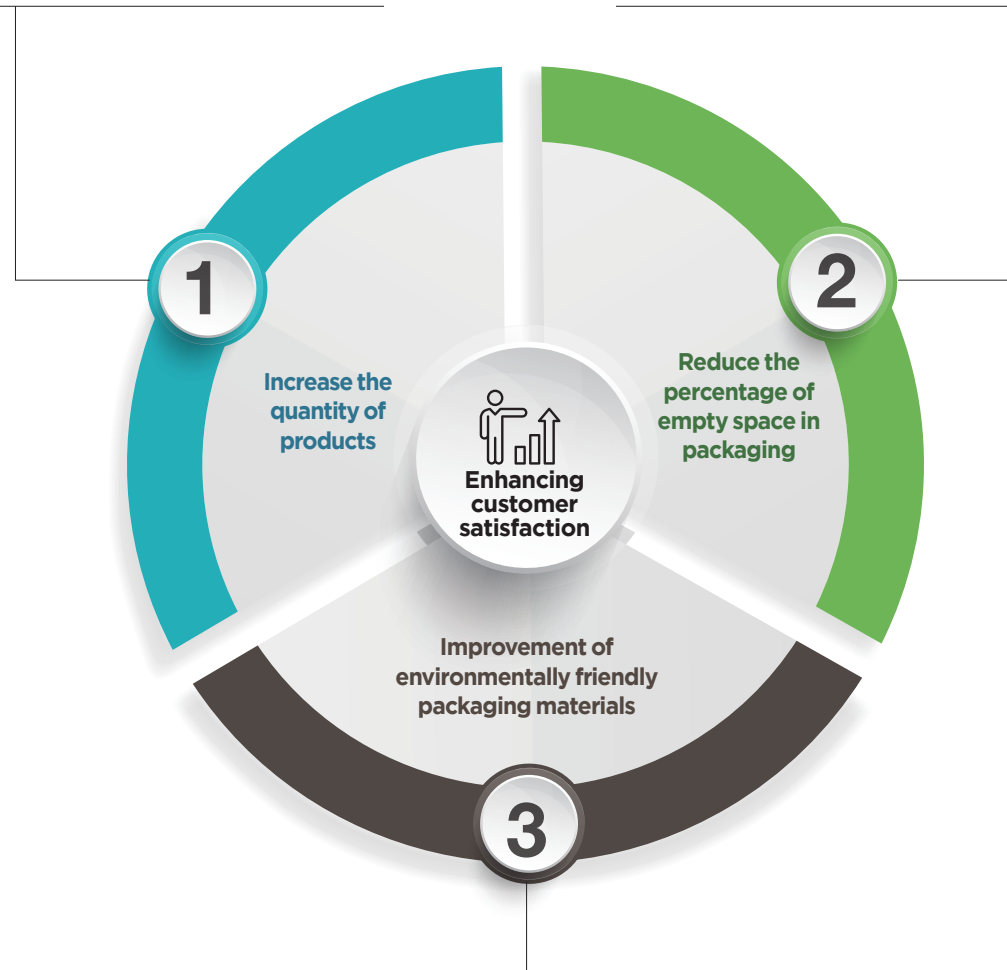 1
Increase the
quantity of
products
2
Reduce the
percentage of
empty space in
packaging
Enhancing
customer
satisfaction
Improvement of
environmentally friendly
packaging materials
3